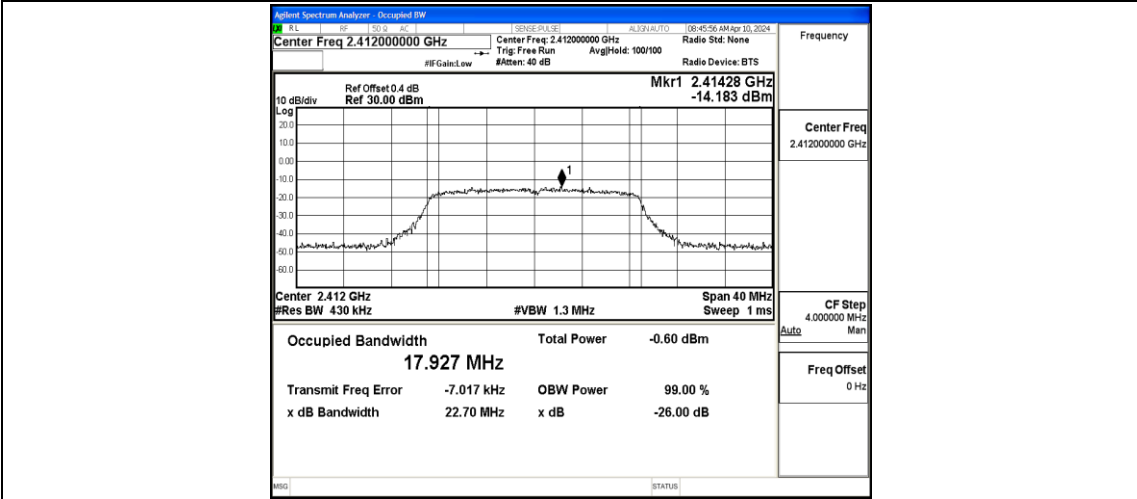 Agilent Spectrum Analyzer - Occupied BW
RL RF 50 Ω AC SENSE:PULSE ALIGN AUTO 08:45:56 AM Apr 10, 2024
Center Freq 2.412000000 GHz
Center Freq: 2.412000000 GHz
Radio Std: None
Trig: Free Run Avg|Hold: 100/100
#IFGain:Low #Atten: 40 dB Radio Device: BTS
Ref Offset 0.4 dB
Mkr1 2.41428 GHz
10 dB/div Ref 30.00 dBm
-14.183 dBm
Log
20.0
10.0
0.00
1
-10.0
-20.0
-30.0
-40.0
-50.0
-60.0
Center 2.412 GHz Span 40 MHz
#Res BW 430 kHz #VBW 1.3 MHz Sweep 1 ms
Occupied Bandwidth Total Power -0.60 dBm
17.927 MHz
Transmit Freq Error -7.017 kHz OBW Power 99.00 %
x dB Bandwidth 22.70 MHz x dB -26.00 dB
MSG STATUS
Frequency
Center Freq
2.412000000 GHz
CF Step
4.000000 MHz
Auto Man
Freq Offset
0 Hz